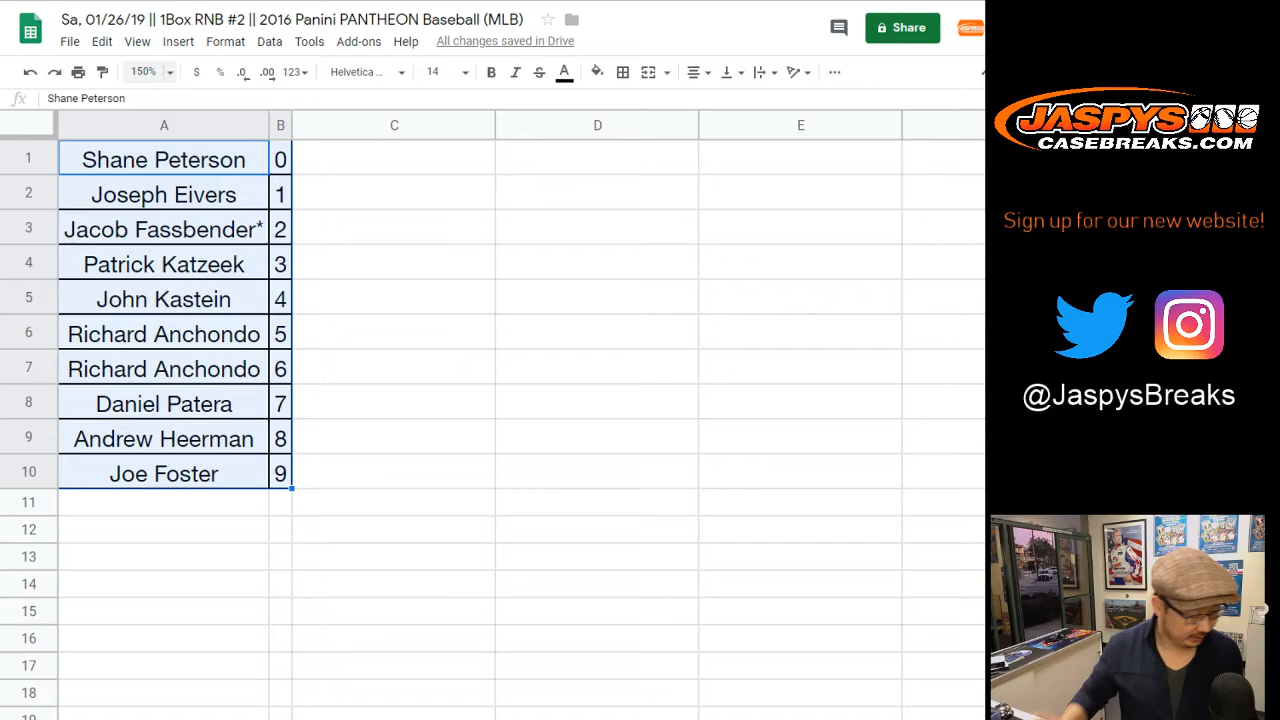 Sa, 01/26/19 || 1Box RNB #2 || 2016 Panini PANTHEON Baseball (MLB)
File Edit View Insert Format Data Tools Add-ons Help All changes saved in Drive
Share
150% $ % .0 .00 123 Helvetica ... 14 B I S A
fx Shane Peterson
A B C D E
1 Shane Peterson 0
2 Joseph Eivers 1
3 Jacob Fassbender* 2
4 Patrick Katzeek 3
5 John Kastein 4
6 Richard Anchondo 5
7 Richard Anchondo 6
8 Daniel Patera 7
9 Andrew Heerman 8
10 Joe Foster 9
11
12
13
14
15
16
17
18
JASPYS
CASEBREAKS.COM
Sign up for our new website!
@JaspysBreaks